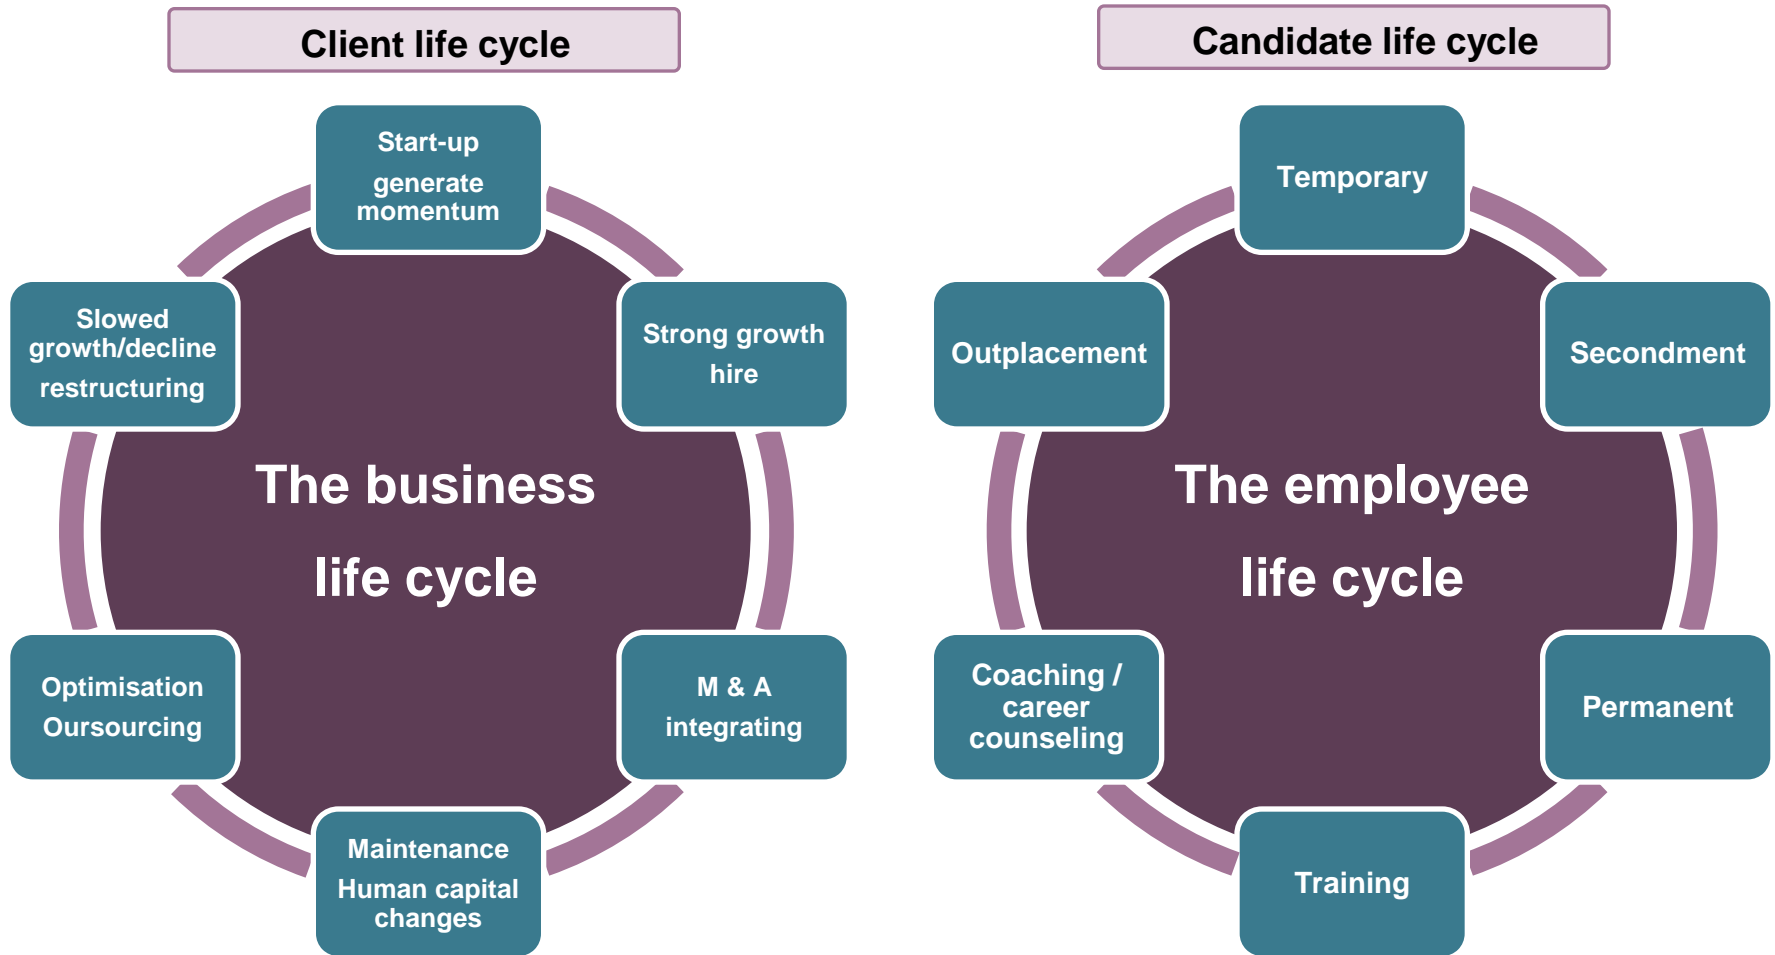 Client life cycle
Start-up
generate
momentum
Strong growth
hire
M & A
integrating
Maintenance
Human capital
changes
Optimisation
Oursourcing
Slowed
growth/decline
restructuring
The business
life cycle
Candidate life cycle
Temporary
Secondment
Permanent
Training
Coaching /
career
counseling
Outplacement
The employee
life cycle